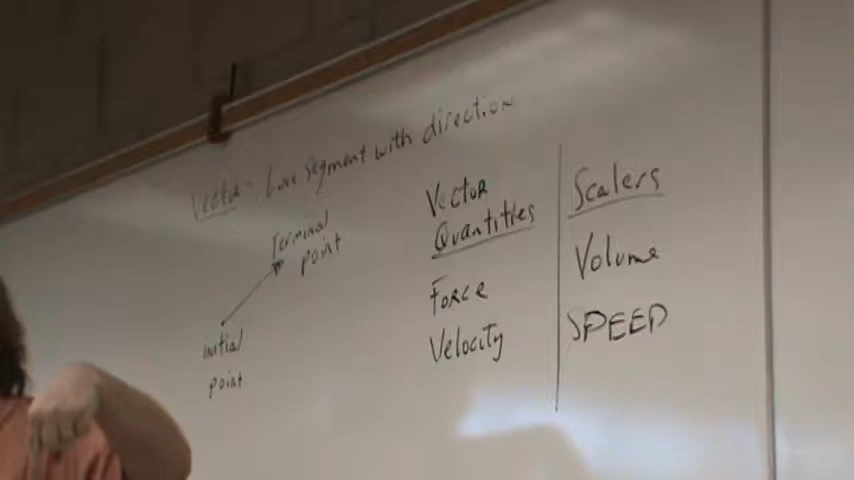 Vector - Line segment with direction
Terminal
point
initial
point
Vector
Quantities
Force
Velocity
Scalers
Volume
SPEED